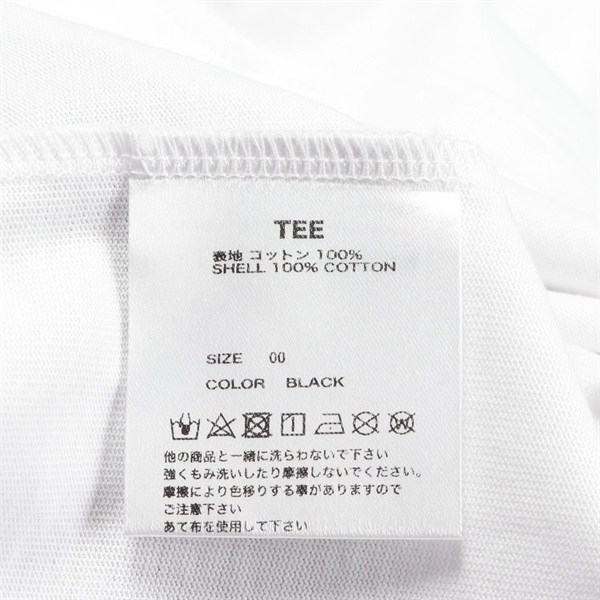 TEE
表地 コットン 100%
SHELL 100% COTTON
SIZE 00
COLOR BLACK
他の商品と一緒に洗らわないで下さい
強くもみ洗いしたり摩擦しないでください。
摩擦により色移りする事がありますので
ご注意下さい
あて布を使用して下さい